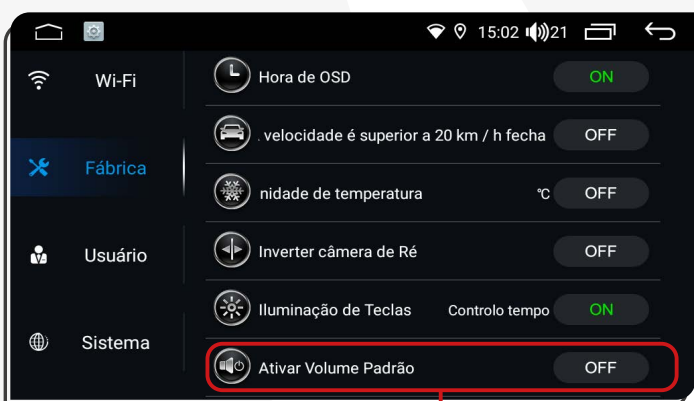 15:02 21
Wi-Fi
Fábrica
Usuário
Sistema
Hora de OSD ON
. velocidade é superior a 20 km / h fecha OFF
nidade de temperatura °C OFF
Inverter câmera de Ré OFF
Iluminação de Teclas Controlo tempo ON
Ativar Volume Padrão OFF